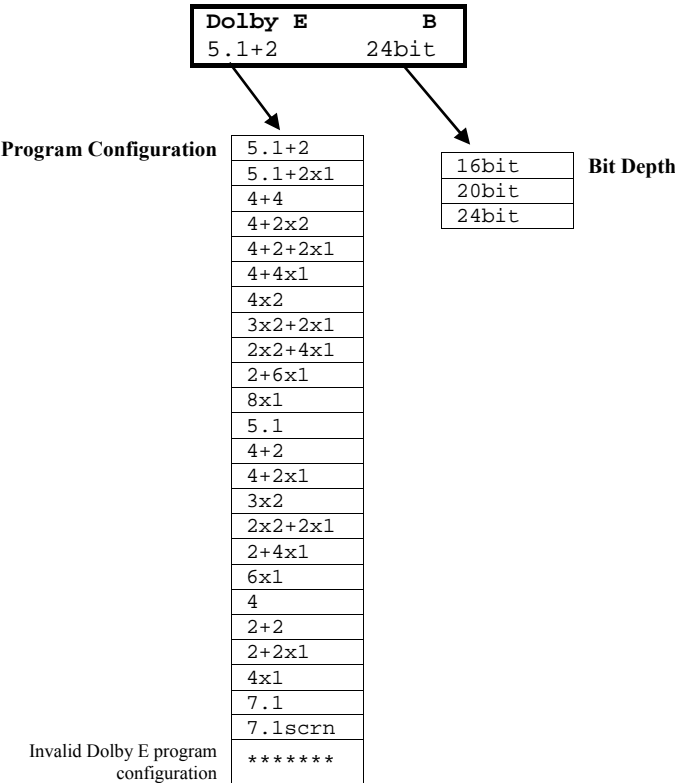 Dolby E B
5.1+2 24bit
Program Configuration
5.1+2
5.1+2x1
4+4
4+2x2
4+2+2x1
4+4x1
4x2
3x2+2x1
2x2+4x1
2+6x1
8x1
5.1
4+2
4+2x1
3x2
2x2+2x1
2+4x1
6x1
4
2+2
2+2x1
4x1
7.1
7.1scrn
Invalid Dolby E program
configuration
*******
16bit
20bit
24bit
Bit Depth